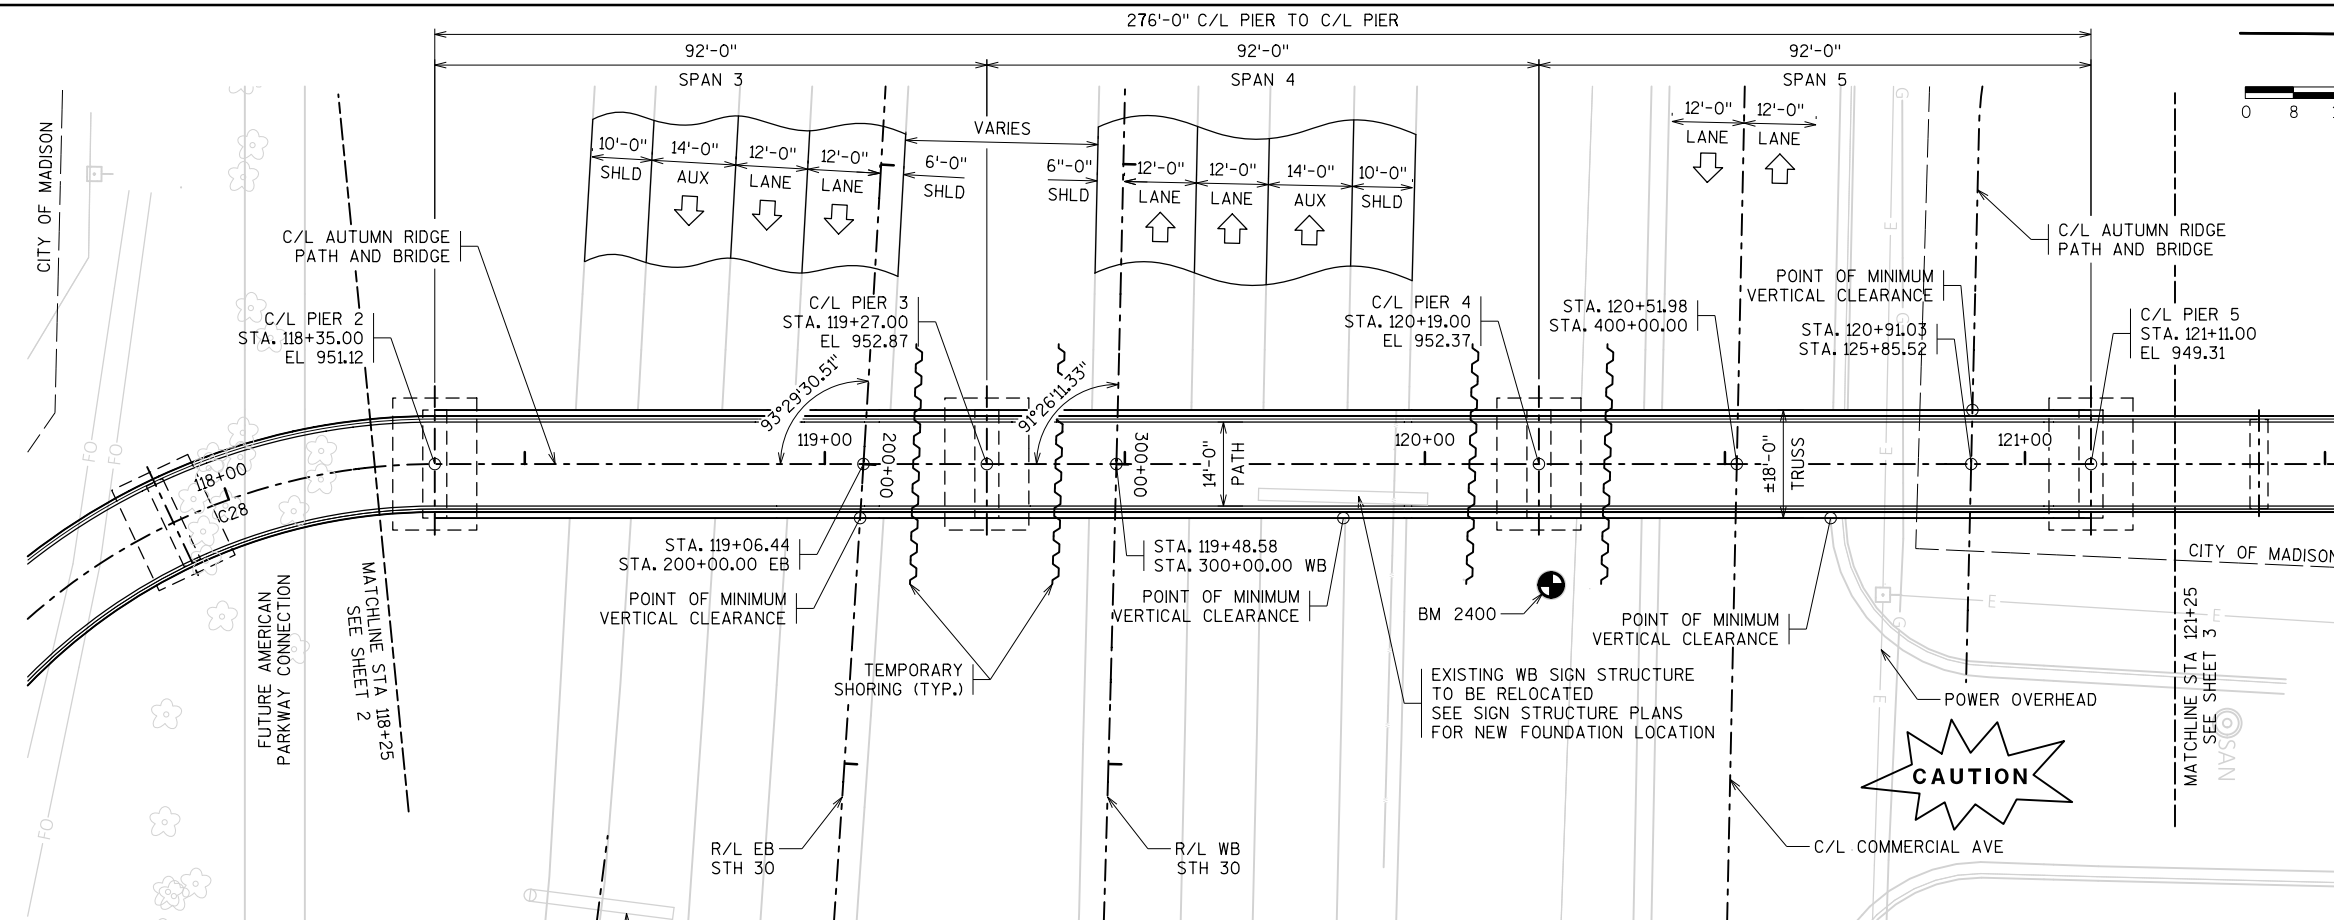 276'-0" C/L PIER TO C/L PIER
92'-0"
92'-0"
92'-0"
SPAN 3
SPAN 4
SPAN 5
CITY OF MADISON
10'-0"
SHLD
14'-0"
AUX
12'-0"
LANE
12'-0"
LANE
6'-0"
SHLD
VARIES
6"-0"
SHLD
12'-0"
LANE
12'-0"
LANE
14'-0"
AUX
10'-0"
SHLD
12'-0"
LANE
12'-0"
LANE
0 8
G
E
C/L AUTUMN RIDGE
PATH AND BRIDGE
C/L AUTUMN RIDGE
PATH AND BRIDGE
C/L PIER 2
STA. 118+35.00
EL 951.12
C/L PIER 3
STA. 119+27.00
EL 952.87
C/L PIER 4
STA. 120+19.00
EL 952.37
STA. 120+51.98
STA. 400+00.00
POINT OF MINIMUM
VERTICAL CLEARANCE
STA. 120+91.03
STA. 125+85.52
C/L PIER 5
STA. 121+11.00
EL 949.31
G
93°29'30.51"
91°26'11.33"
118+00
C28
119+00
200+00
300+00
14'-0"
PATH
120+00
±18'-0"
TRUSS
121+00
FO
FO
E
STA. 119+06.44
STA. 200+00.00 EB
STA. 119+48.58
STA. 300+00.00 WB
POINT OF MINIMUM
VERTICAL CLEARANCE
POINT OF MINIMUM
VERTICAL CLEARANCE
BM 2400
POINT OF MINIMUM
VERTICAL CLEARANCE
CITY OF MADISON
E
E
G
FUTURE AMERICAN
PARKWAY CONNECTION
MATCHLINE STA 118+25
SEE SHEET 2
TEMPORARY
SHORING (TYP.)
EXISTING WB SIGN STRUCTURE
TO BE RELOCATED
SEE SIGN STRUCTURE PLANS
FOR NEW FOUNDATION LOCATION
E
POWER OVERHEAD
CAUTION
MATCHLINE STA 121+25
SEE SHEET 3
SAN
FO
R/L EB
STH 30
R/L WB
STH 30
C/L COMMERCIAL AVE